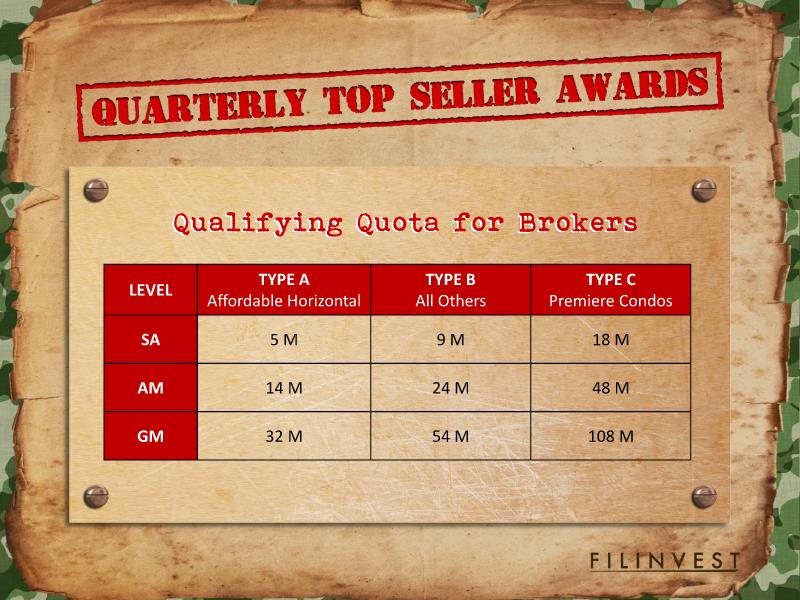 QUARTERLY TOP SELLER AWARDS
Qualifying Quota for Brokers
LEVEL TYPE A TYPE B TYPE C
Affordable Horizontal All Others Premiere Condos
SA 5 M 9 M 18 M
AM 14 M 24 M 48 M
GM 32 M 54 M 108 M
FILINVEST